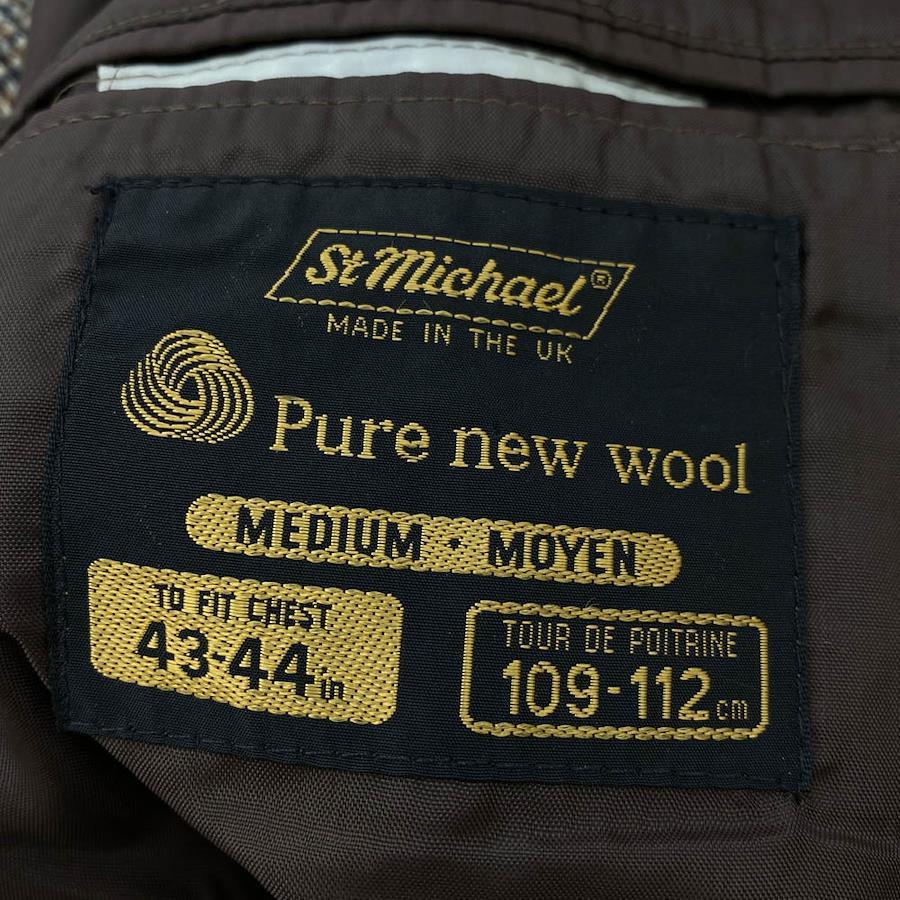 St Michael®
MADE IN THE UK
Pure new wool
MEDIUM · MOYEN
TO FIT CHEST
43-44in
TOUR DE POITRINE
109-112cm